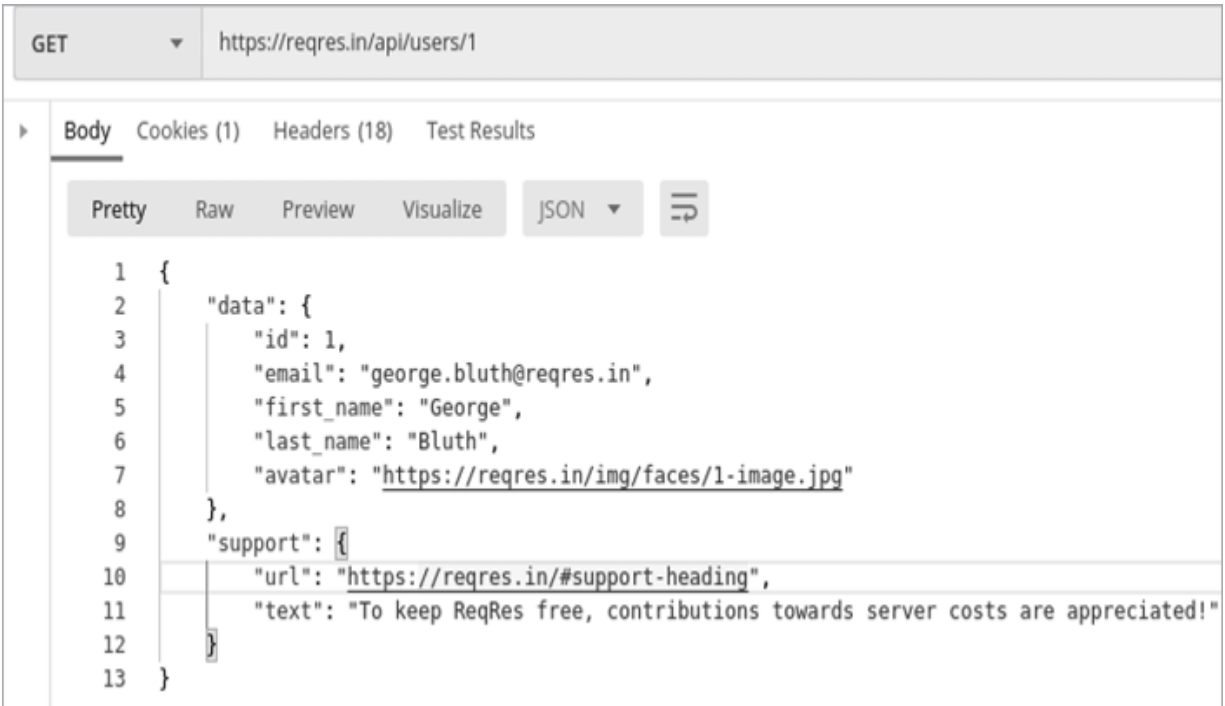 GET https://reqres.in/api/users/1
Body Cookies (1) Headers (18) Test Results
Pretty Raw Preview Visualize JSON
1 {
2 "data": {
3 "id": 1,
4 "email": "george.bluth@reqres.in",
5 "first_name": "George",
6 "last_name": "Bluth",
7 "avatar": "https://reqres.in/img/faces/1-image.jpg"
8 },
9 "support": {
10 "url": "https://reqres.in/#support-heading",
11 "text": "To keep ReqRes free, contributions towards server costs are appreciated!"
12 }
13 }